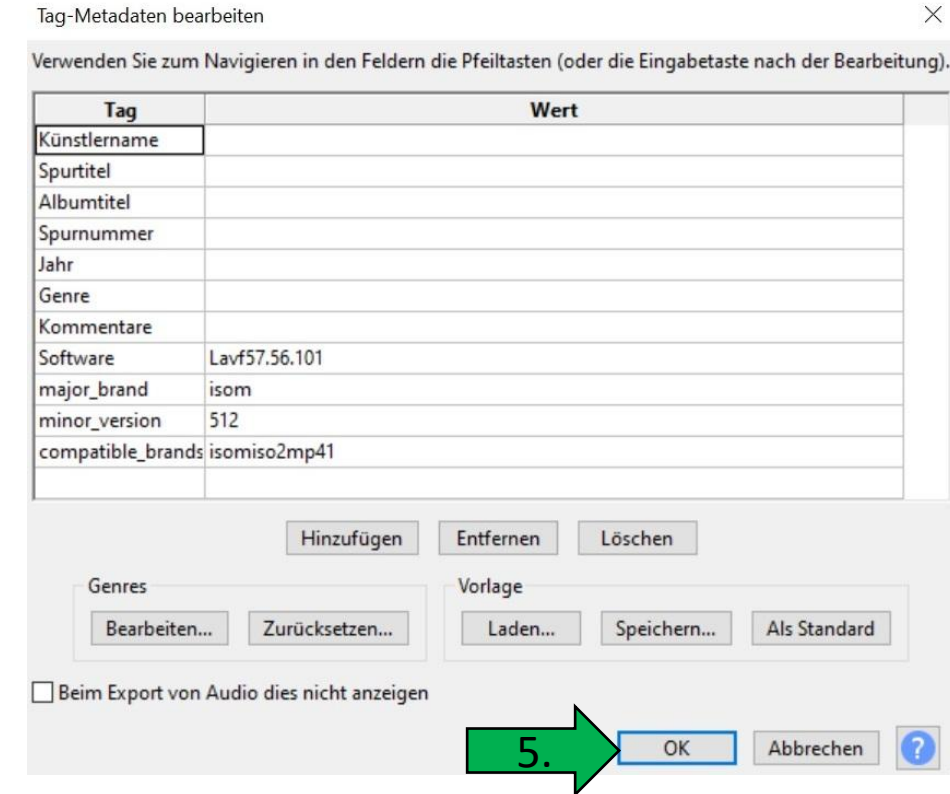 Tag-Metadaten bearbeiten
Verwenden Sie zum Navigieren in den Feldern die Pfeiltasten (oder die Eingabetaste nach der Bearbeitung).
Tag Wert
Künstlername
Spurtitel
Albumtitel
Spurnummer
Jahr
Genre
Kommentare
Software Lavf57.56.101
major_brand isom
minor_version 512
compatible_brands isomiso2mp41
Hinzufügen Entfernen Löschen
Genres Vorlage
Bearbeiten... Zurücksetzen... Laden... Speichern... Als Standard
Beim Export von Audio dies nicht anzeigen
5. OK Abbrechen ?